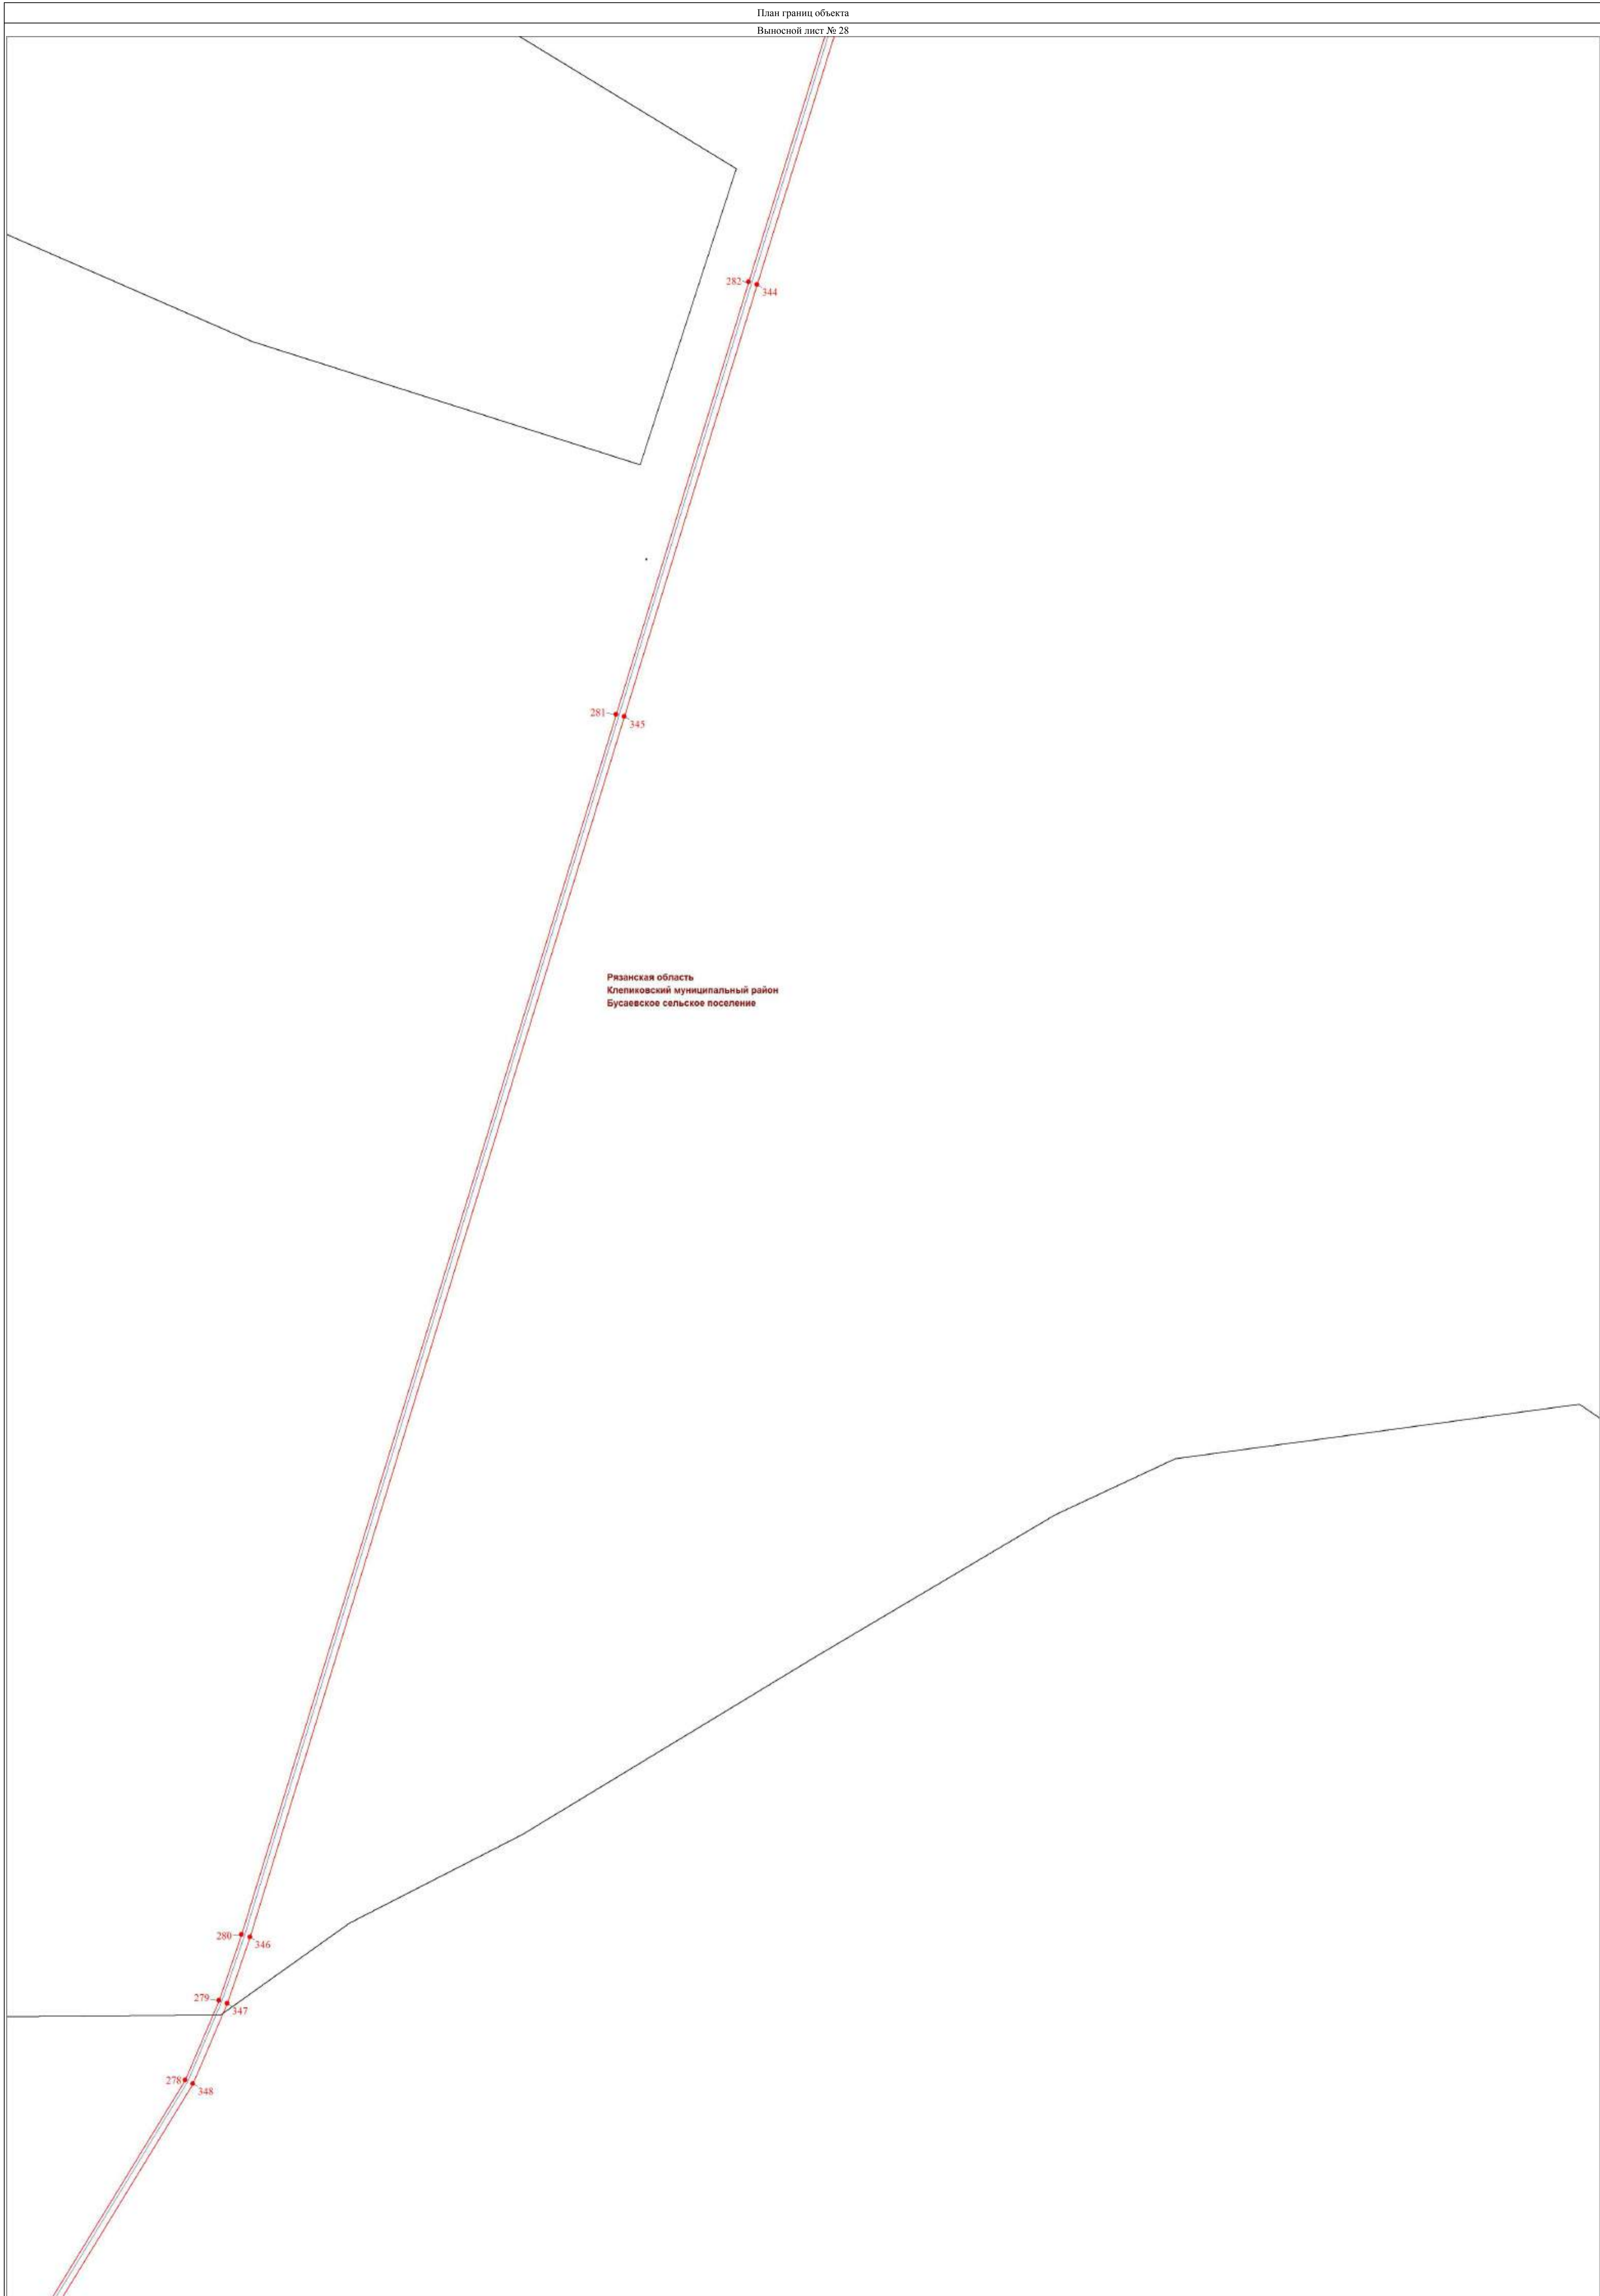 План границ объекта
Выносной лист № 28
282
344
281
345
Рязанская область
Клепиковский муниципальный район
Бусаевское сельское поселение
280
346
279
347
278
348